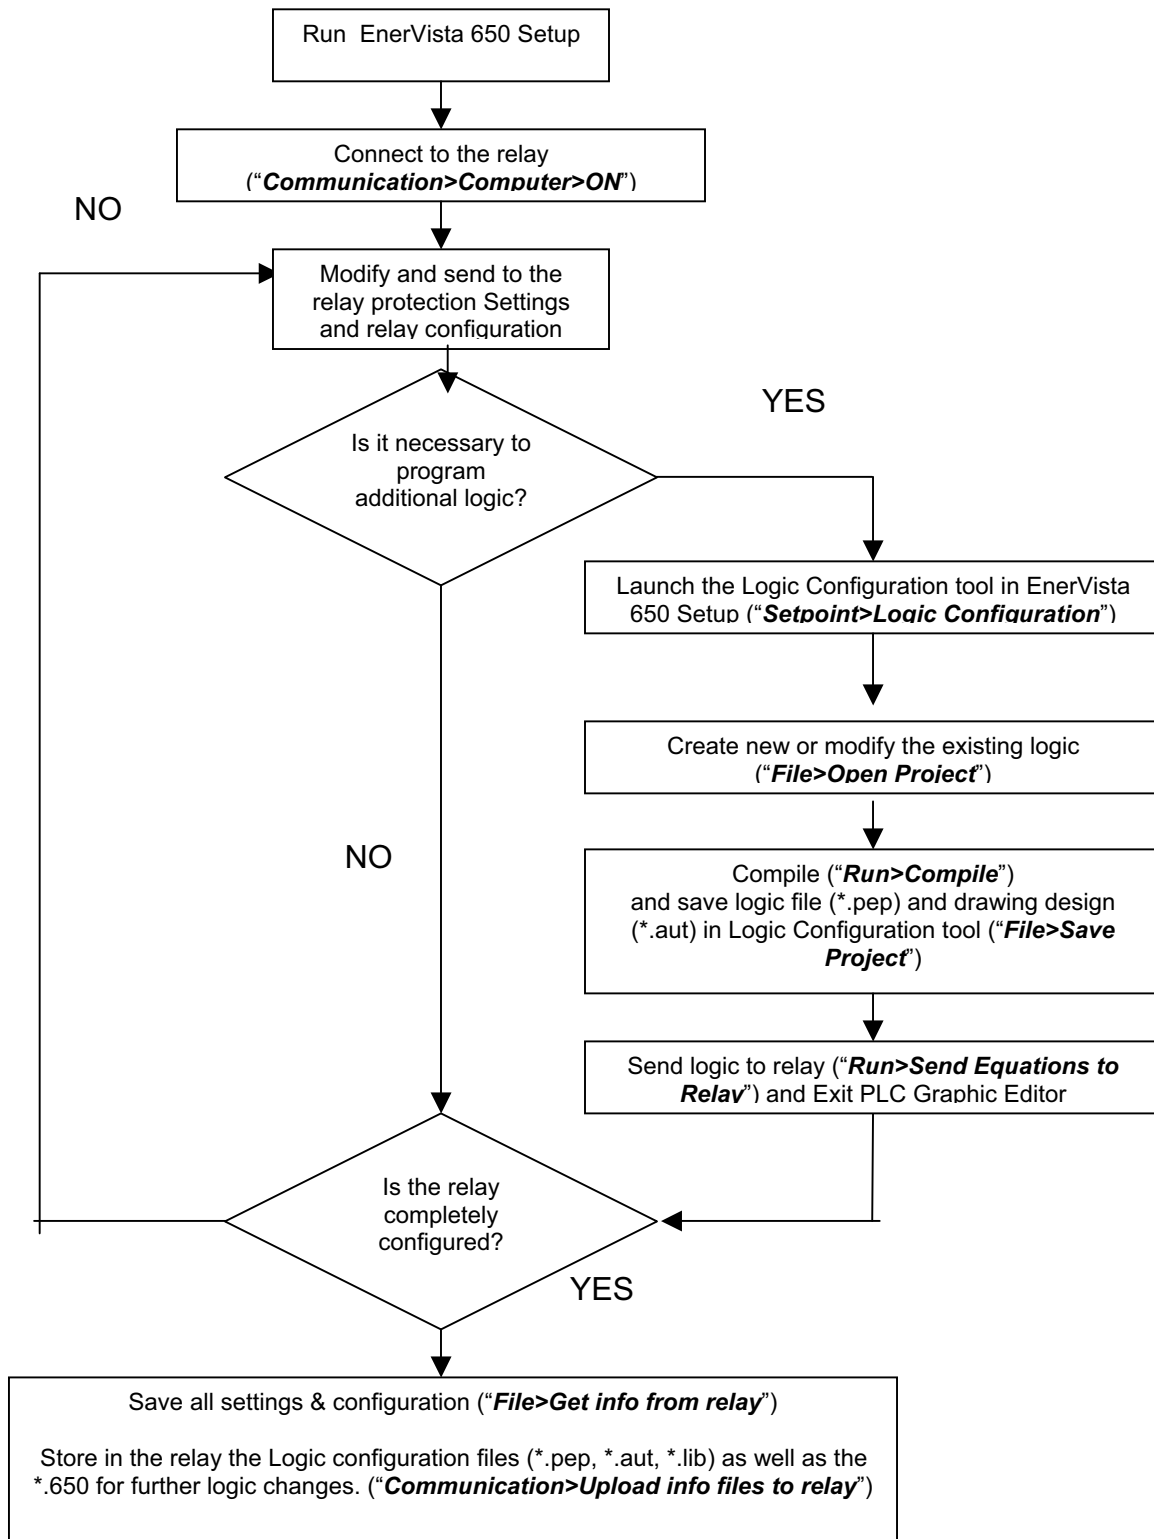 Run EnerVista 650 Setup
Connect to the relay
(“Communication>Computer>ON”)
NO
Modify and send to the
relay protection Settings
and relay configuration
YES
Is it necessary to
program
additional logic?
Launch the Logic Configuration tool in EnerVista
650 Setup (“Setpoint>Logic Configuration”)
Create new or modify the existing logic
(“File>Open Project”)
NO
Compile (“Run>Compile”)
and save logic file (*.pep) and drawing design
(*.aut) in Logic Configuration tool (“File>Save
Project”)
Send logic to relay (“Run>Send Equations to
Relay”) and Exit PLC Graphic Editor
Is the relay
completely
configured?
YES
Save all settings & configuration (“File>Get info from relay”)
Store in the relay the Logic configuration files (*.pep, *.aut, *.lib) as well as the
*.650 for further logic changes. (“Communication>Upload info files to relay”)